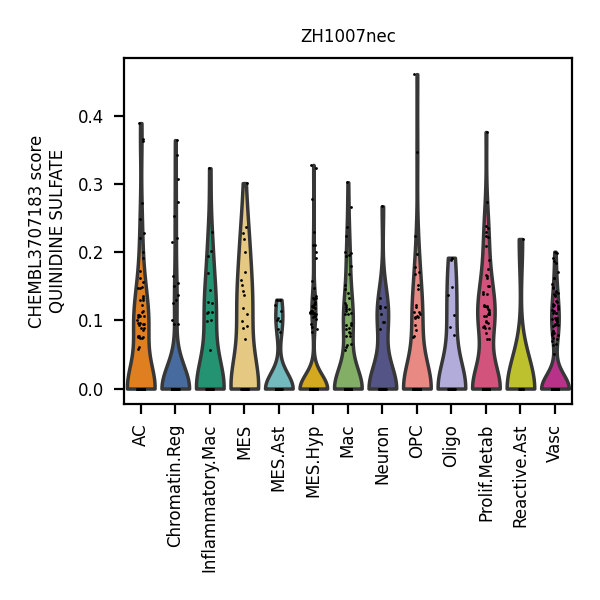 ZH1007nec
CHEMBL3707183 score
QUINIDINE SULFATE
0.4
0.3
0.2
0.1
0.0
AC
Chromatin.Reg
Inflammatory.Mac
MES
MES.Ast
MES.Hyp
Mac
Neuron
OPC
Oligo
Prolif.Metab
Reactive.Ast
Vasc